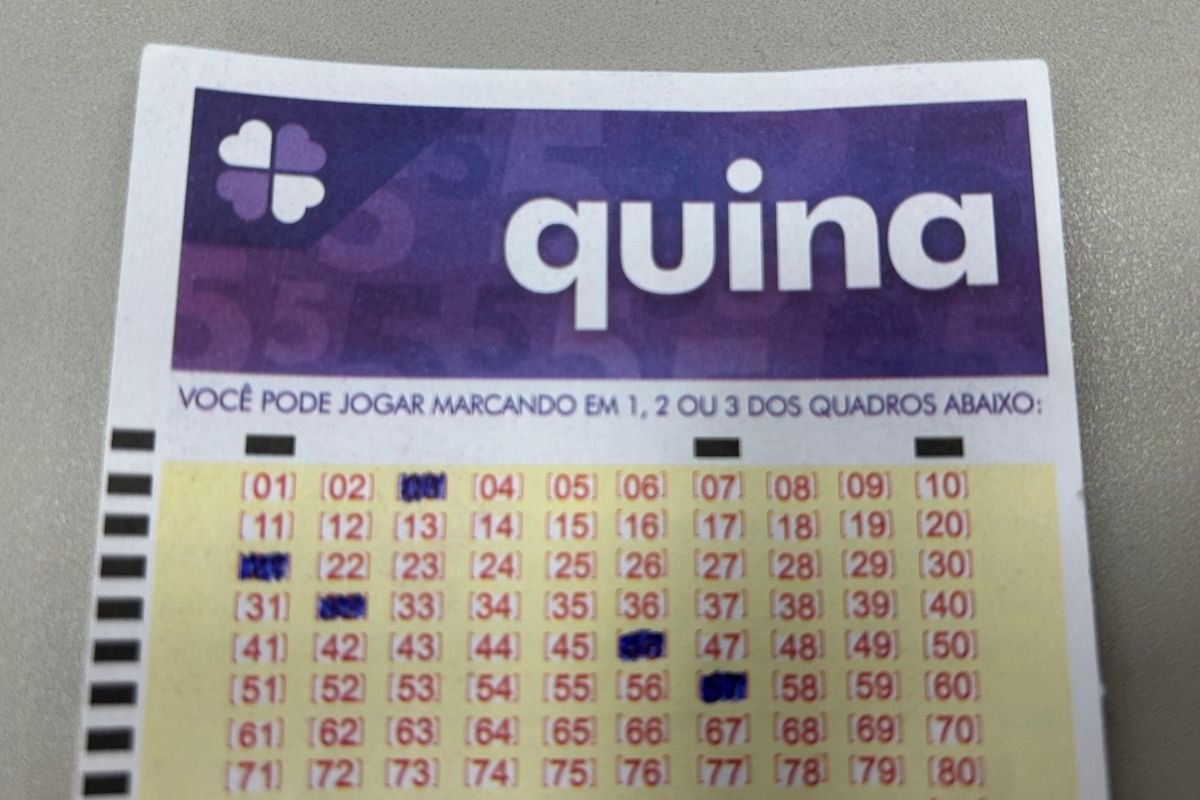 quina
VOCÊ PODE JOGAR MARCANDO EM 1, 2 OU 3 DOS QUADROS ABAIXO:
[01] [02] [04] [05] [06] [07] [08] [09] [10]
[11] [12] [13] [14] [15] [16] [17] [18] [19] [20]
[22] [23] [24] [25] [26] [27] [28] [29] [30]
[31] [33] [34] [35] [36] [37] [38] [39] [40]
[41] [42] [43] [44] [45] [47] [48] [49] [50]
[51] [52] [53] [54] [55] [56] [58] [59] [60]
[61] [62] [63] [64] [65] [66] [67] [68] [69] [70]
[71] [72] [73] [74] [75] [76] [77] [78] [79] [80]